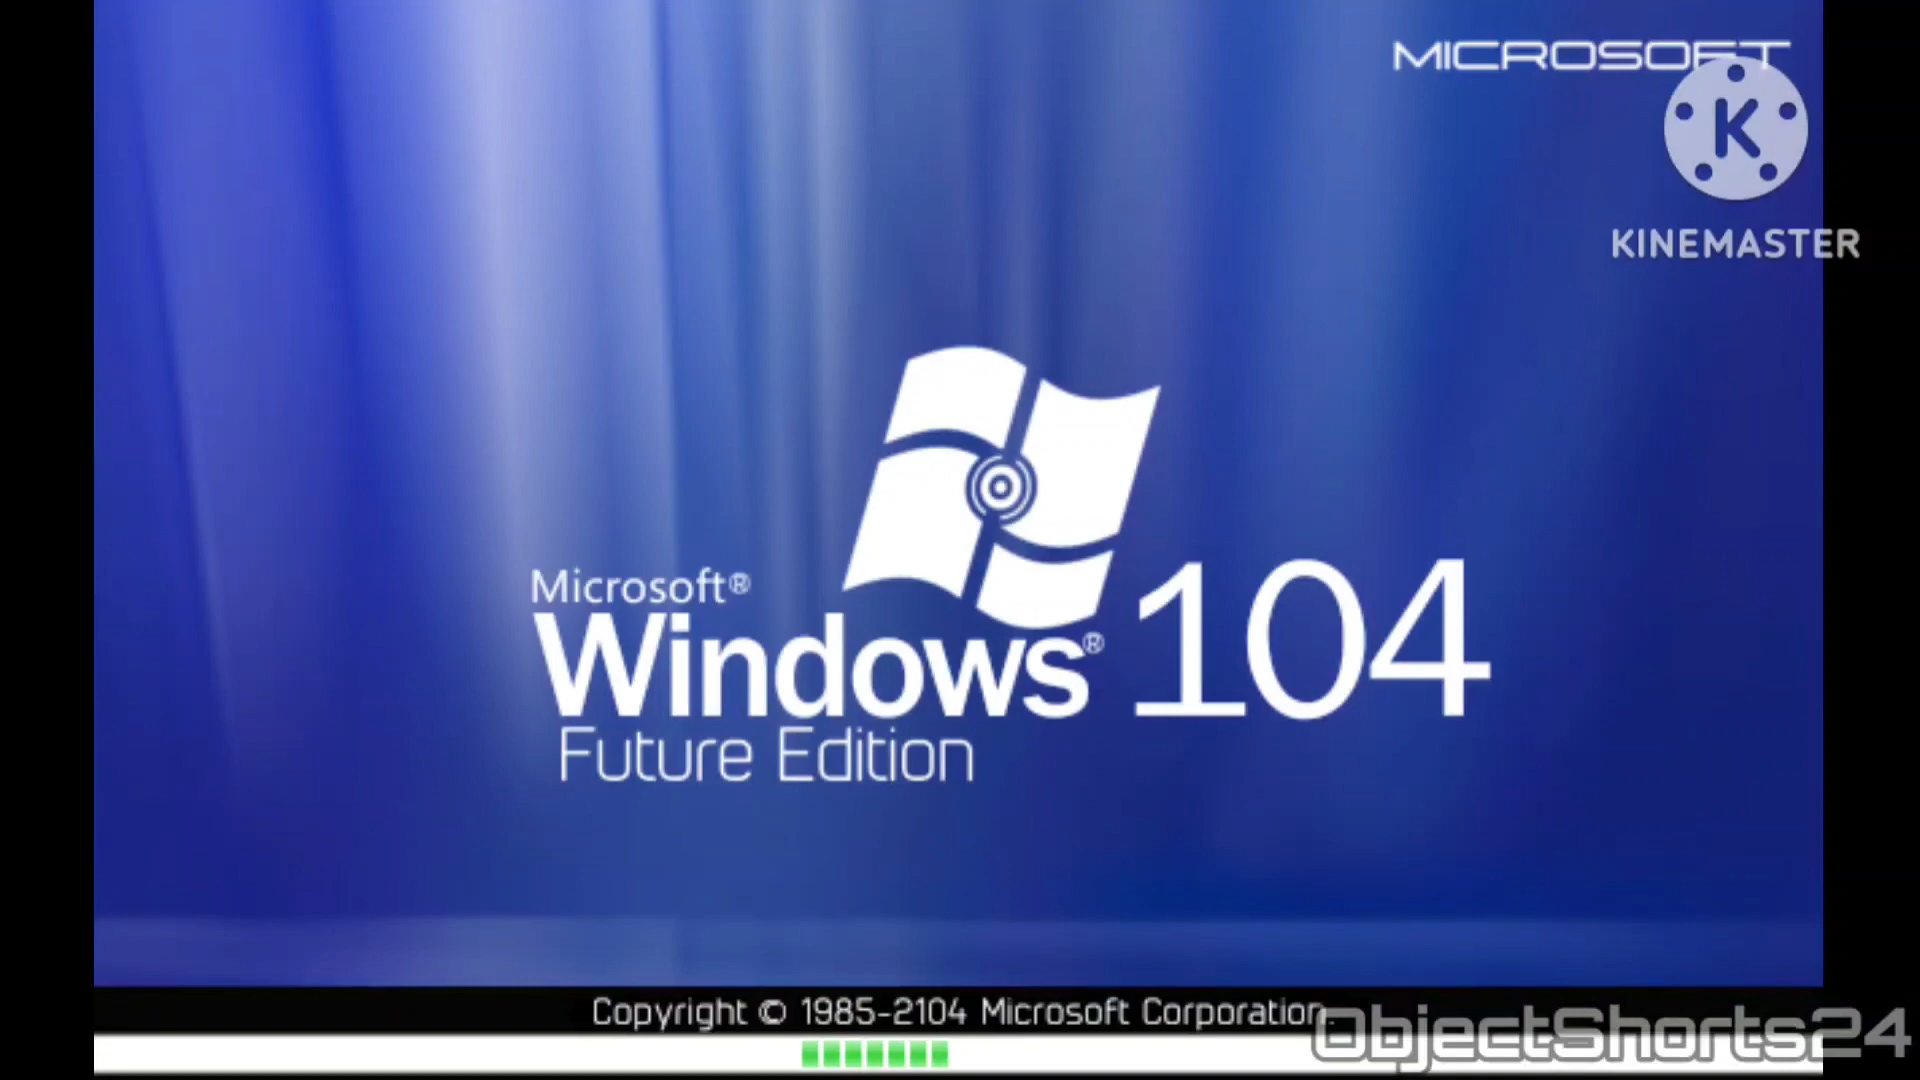 MICROSOFT
K
KINEMASTER
Microsoft®
Windows® 104
Future Edition
Copyright © 1985-2104 Microsoft Corporation.
ObjectShorts24